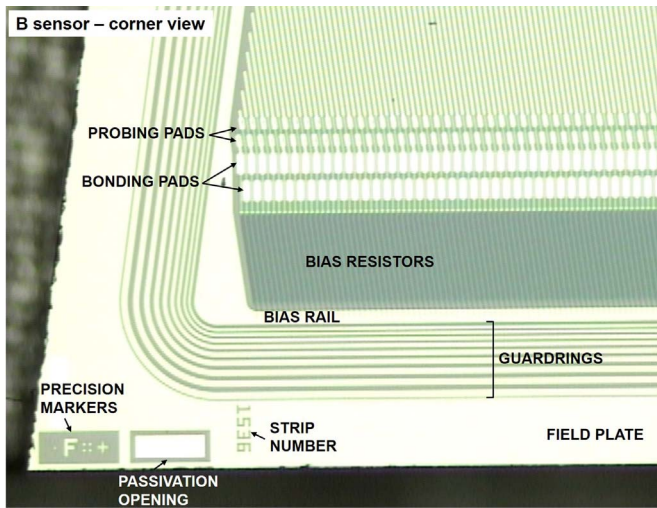 B sensor – corner view
PROBING PADS
BONDING PADS
BIAS RESISTORS
BIAS RAIL
GUARDRINGS
PRECISION
MARKERS
F
STRIP
NUMBER
1536
FIELD PLATE
PASSIVATION
OPENING